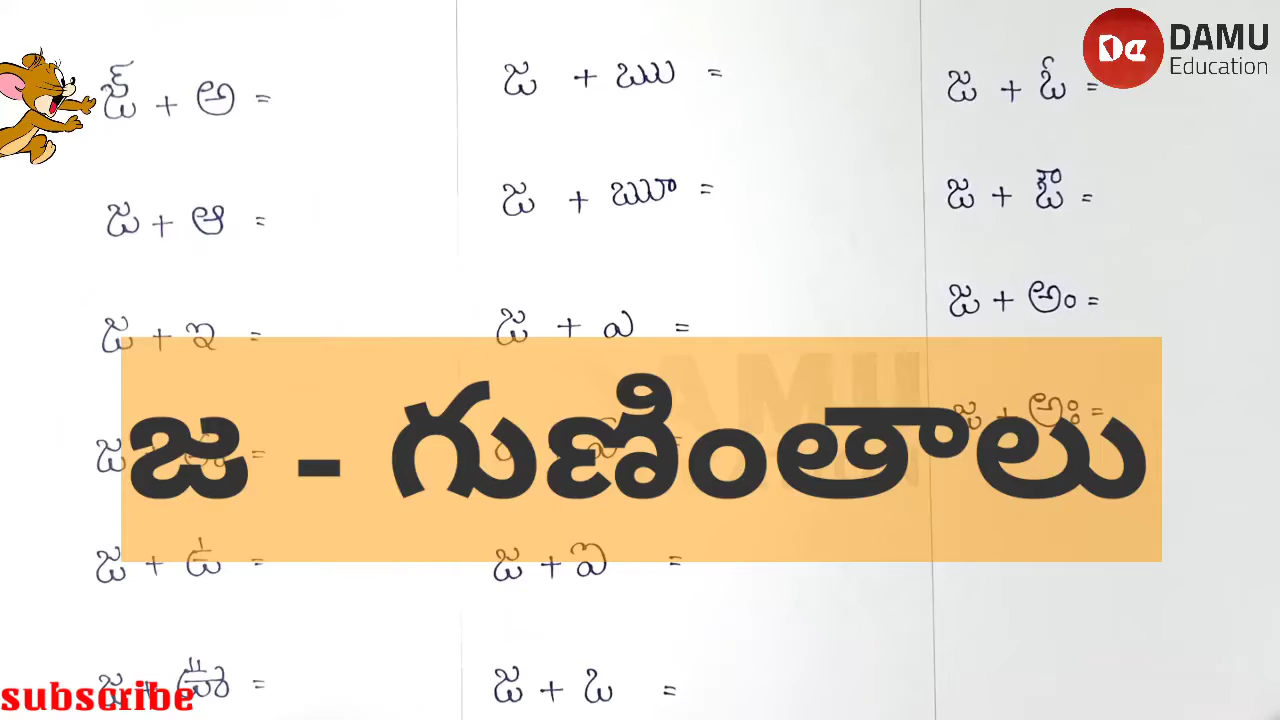 DAMU
Education
జ్ + అ =
జ + ఆ =
జ + ఇ =
జ =
జ + ఉ =
జ + ఊ =
జ + ఋ =
జ + ౠ =
జ + ఎ =
=
జ + ఐ =
జ + ఒ =
జ + ఓ =
జ + ఔ =
జ + అం =
జ + అః =
జ - గుణింతాలు
subscribe